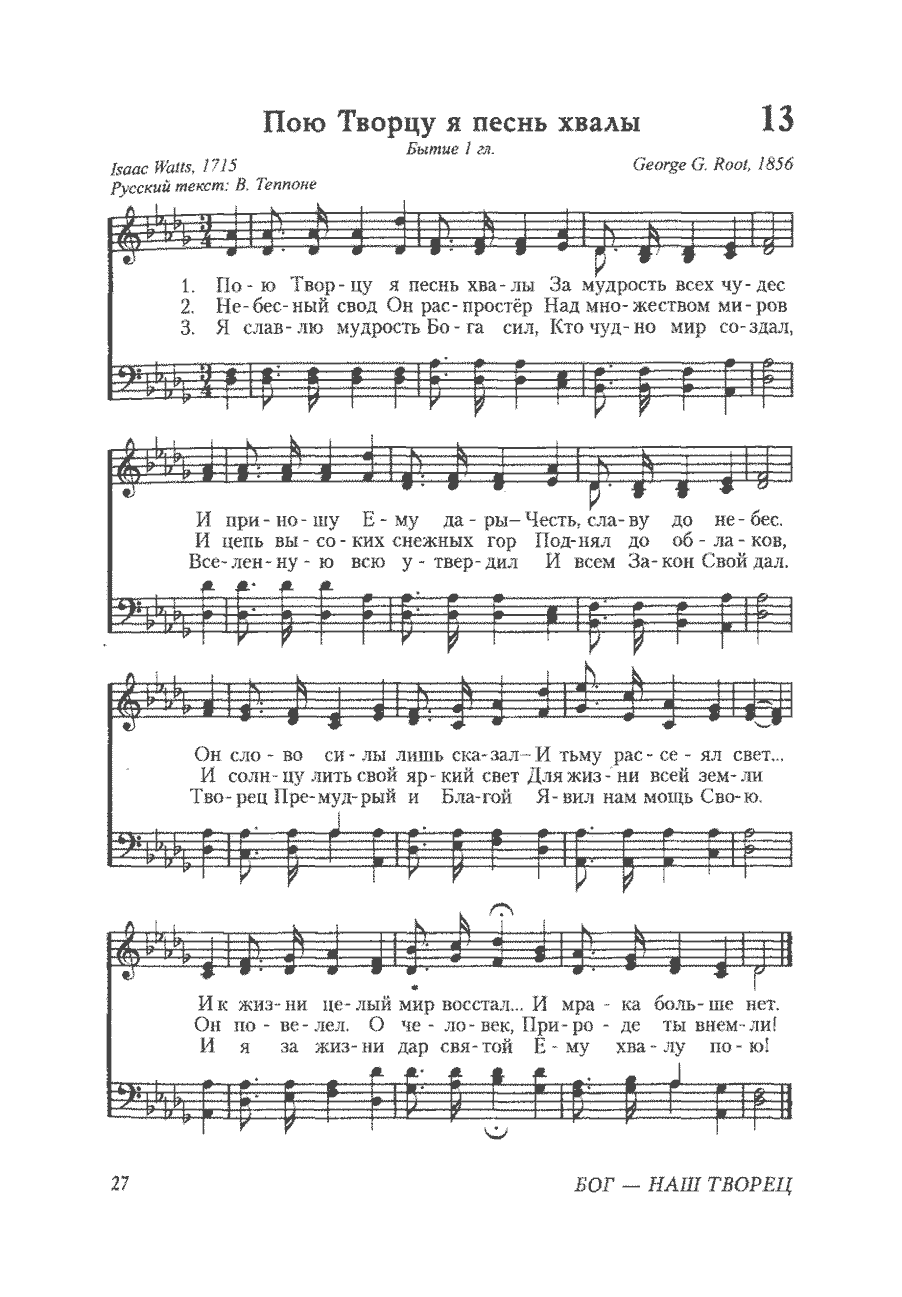 Пою Творцу я песнь хвалы 13
Бытие 1 гл.
Isaac Watts, 1715 George G. Root, 1856
Русский текст: В. Теппоне
1. По - ю Твор - цу я песнь хва - лы За мудрость всех чу - дес
2. Не - бес - ный свод Он рас - простёр Над мно - жеством ми - ров
3. Я слав - лю мудрость Бо - га сил, Кто чуд - но мир со - здал,
И при - но - шу Е - му да - ры – Честь, сла - ву до не - бес.
И цепь вы - со - ких снежных гор Под - нял до об - ла - ков,
Все - лен - ну - ю всю у - твер - дил И всем За - кон Свой дал.
Он сло - во си - лы лишь ска - зал – И тьму рас - се - ял свет...
И солн - цу лить свой яр - кий свет Для жиз - ни всей зем - ли
Тво - рец Пре - муд - рый и Бла - гой Я - вил нам мощь Сво - ю.
И к жиз - ни це - лый мир восстал... И мра - ка боль - ше нет.
Он по - ве - лел. О че - ло - век, При - ро - де ты внем - ли!
И я за жиз - ни дар свя - той Е - му хва - лу по - ю!
27 БОГ — НАШ ТВОРЕЦ